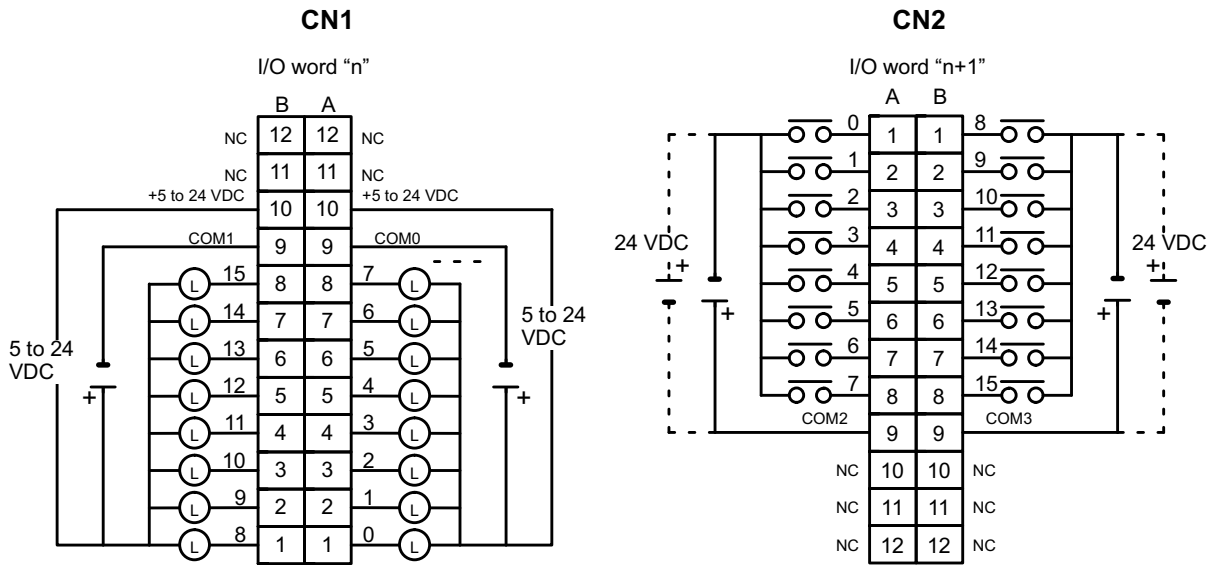 CN1
I/O word “n”
B A
NC 12 12 NC
NC 11 11 NC
+5 to 24 VDC 10 10 +5 to 24 VDC
COM1 9 9 COM0
L 15 8 8 7 L
L 14 7 7 6 L
L 13 6 6 5 L
L 12 5 5 4 L
L 11 4 4 3 L
L 10 3 3 2 L
L 9 2 2 1 L
L 8 1 1 0 L
5 to 24
VDC
+
5 to 24
VDC
+
CN2
I/O word “n+1”
A B
0 1 1 8
1 2 2 9
2 3 3 10
3 4 4 11
4 5 5 12
5 6 6 13
6 7 7 14
7 8 8 15
COM2 9 9 COM3
NC 10 10 NC
NC 11 11 NC
NC 12 12 NC
24 VDC
+
+
24 VDC
+
+